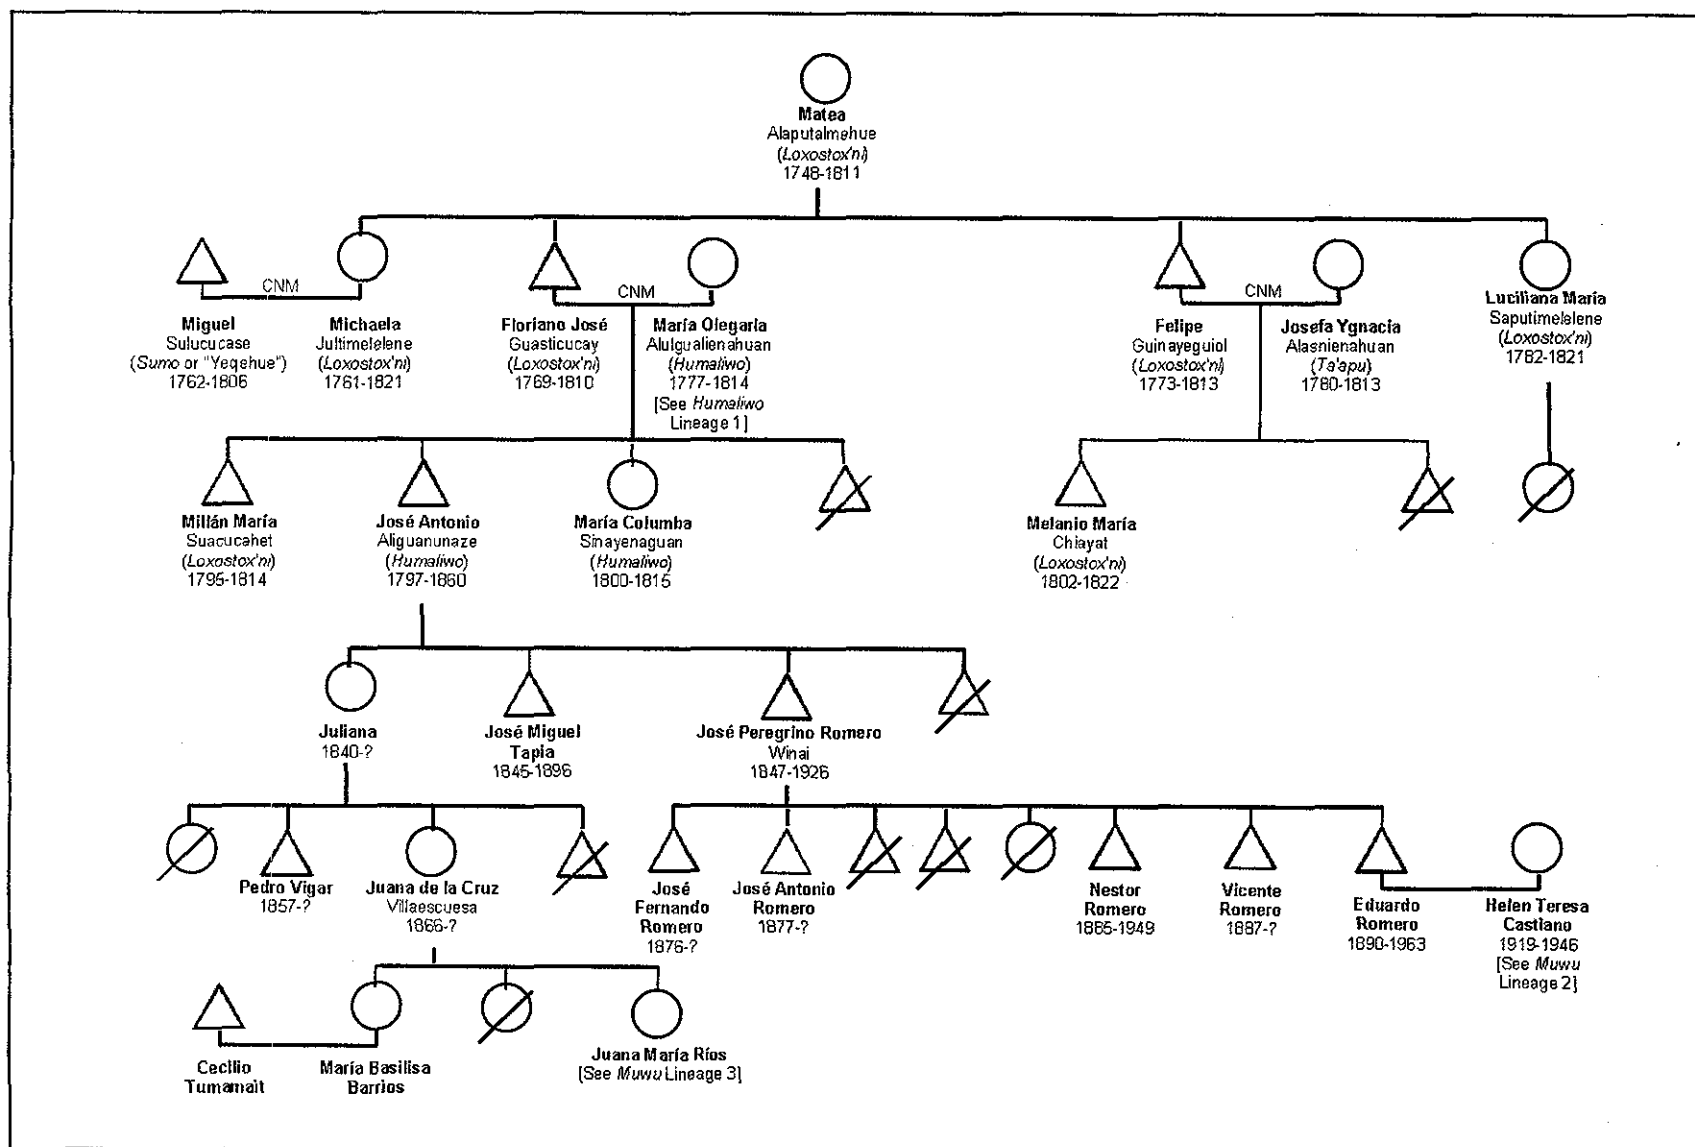 Matea
Alaputalmehue
(Loxostox'ni)
1748-1811
CNM
CNM
CNM
Miguel
Sulucucase
(Sumo or "Yeqehue")
1762-1806
Michaela
Jultimelelene
(Loxostox'ni)
1761-1821
Floriano José
Guasticucay
(Loxostox'ni)
1769-1810
María Olegaria
Alulgualienahuan
(Humaliwo)
1777-1814
[See Humaliwo
Lineage 1]
Felipe
Guinayeguiol
(Loxostox'ni)
1773-1813
Josefa Ygnacia
Alasnienahuan
(Ta'apu)
1780-1813
Luciliana María
Saputimelelene
(Loxostox'ni)
1782-1821
Millán María
Suacucahet
(Loxostox'ni)
1795-1814
José Antonio
Aliguanunaze
(Humaliwo)
1797-1860
María Columba
Sinayenaguan
(Humaliwo)
1800-1815
Melanio María
Chiayat
(Loxostox'ni)
1802-1822
Juliana
1840-?
José Miguel
Tapia
1845-1896
José Peregrino Romero
Winai
1847-1926
Pedro Vigar
1857-?
Juana de la Cruz
Villaescuesa
1866-?
José
Fernando
Romero
1876-?
José Antonio
Romero
1877-?
Nestor
Romero
1885-1949
Vicente
Romero
1887-?
Eduardo
Romero
1890-1963
Helen Teresa
Castlano
1919-1946
[See Muwu
Lineage 2]
Cecilio
Tumamait
María Basilisa
Barrios
Juana María Ríos
[See Muwu Lineage 3]